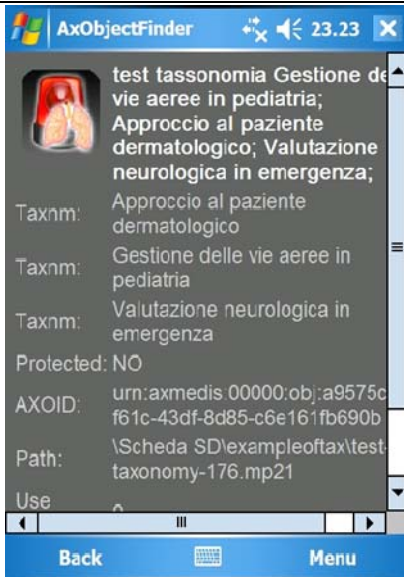 AxObjectFinder 23.23
test tassonomia Gestione de
vie aeree in pediatria;
Approccio al paziente
dermatologico; Valutazione
neurologica in emergenza;
Taxnm: Approccio al paziente
dermatologico
Taxnm: Gestione delle vie aeree in
pediatria
Taxnm: Valutazione neurologica in
emergenza
Protected: NO
AXOID: urn:axmedis:00000:obj:a9575c
f61c-43df-8d85-c6e161fb690b
Path: \Scheda SD\exampleoftax\test-
taxonomy-176.mp21
Use
Back Menu